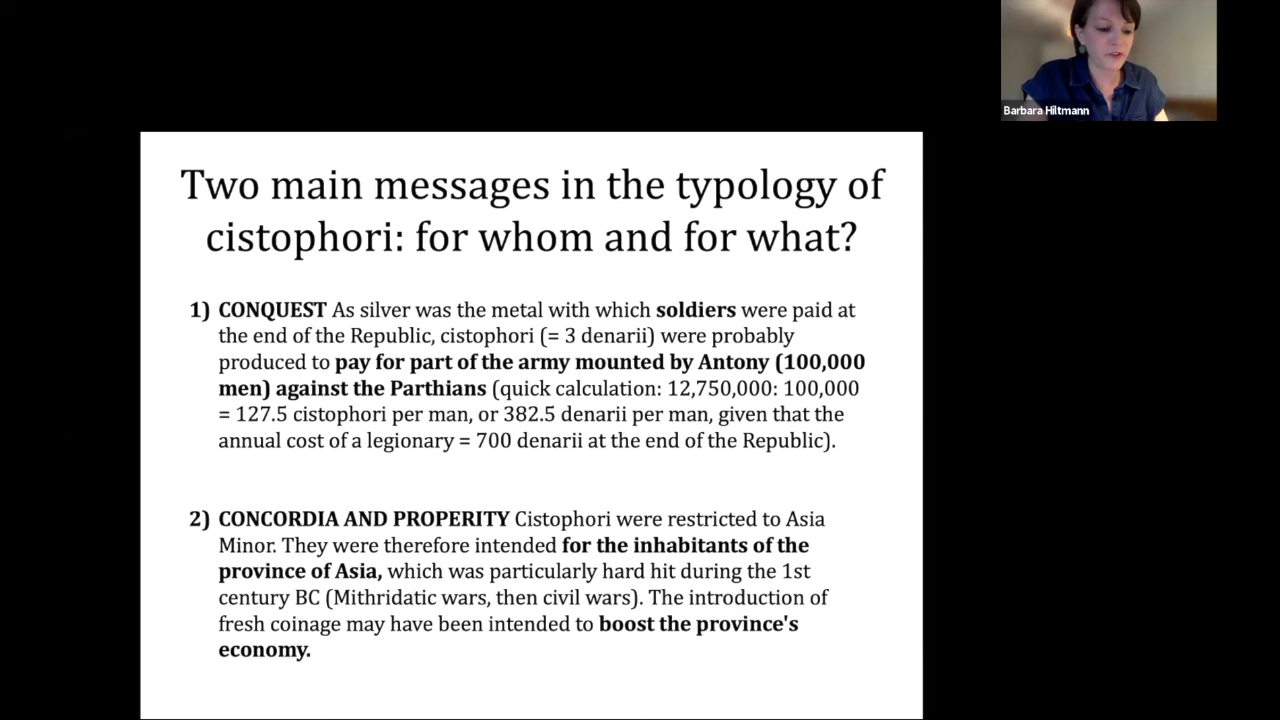 Barbara Hiltmann
Two main messages in the typology of
cistophori: for whom and for what?
1) CONQUEST As silver was the metal with which soldiers were paid at
the end of the Republic, cistophori (= 3 denarii) were probably
produced to pay for part of the army mounted by Antony (100,000
men) against the Parthians (quick calculation: 12,750,000: 100,000
= 127.5 cistophori per man, or 382.5 denarii per man, given that the
annual cost of a legionary = 700 denarii at the end of the Republic).
2) CONCORDIA AND PROPERITY Cistophori were restricted to Asia
Minor. They were therefore intended for the inhabitants of the
province of Asia, which was particularly hard hit during the 1st
century BC (Mithridatic wars, then civil wars). The introduction of
fresh coinage may have been intended to boost the province's
economy.